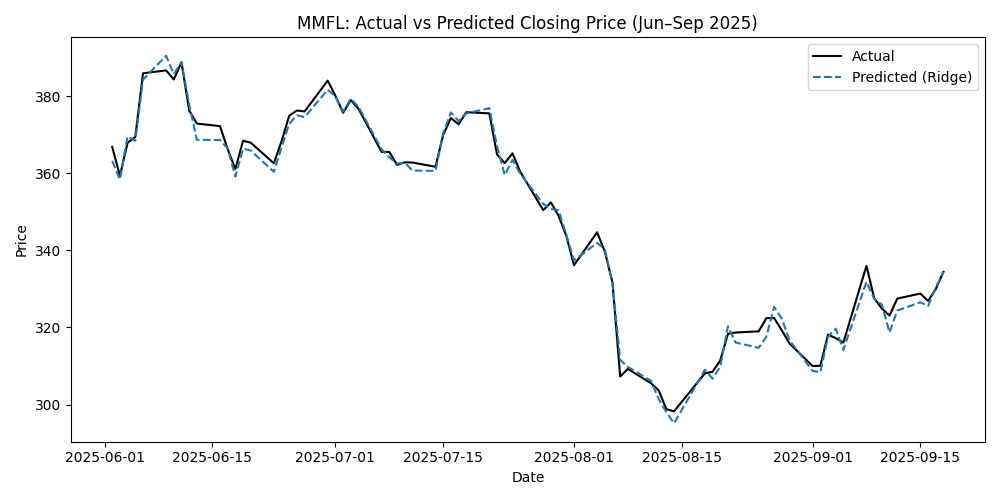 MMFL: Actual vs Predicted Closing Price (Jun–Sep 2025)
Actual
Predicted (Ridge)
Price
380
360
340
320
300
2025-06-01 2025-06-15 2025-07-01 2025-07-15 2025-08-01 2025-08-15 2025-09-01 2025-09-15
Date